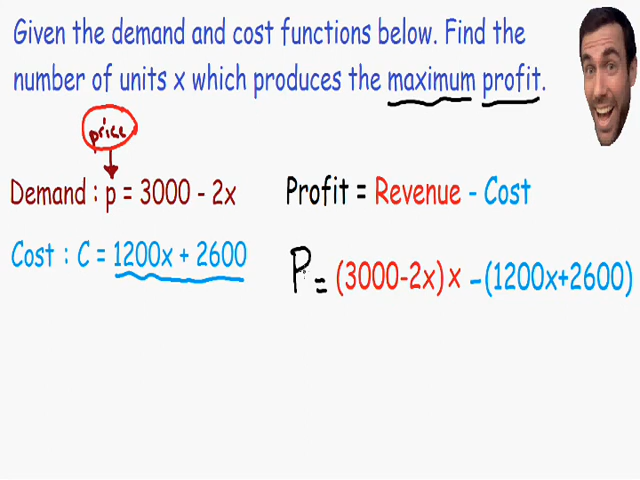 Given the demand and cost functions below. Find the
number of units x which produces the maximum profit.
price
Demand : p = 3000 - 2x
Profit = Revenue - Cost
Cost : C = 1200x + 2600
P = (3000-2x) x -(1200x+2600)